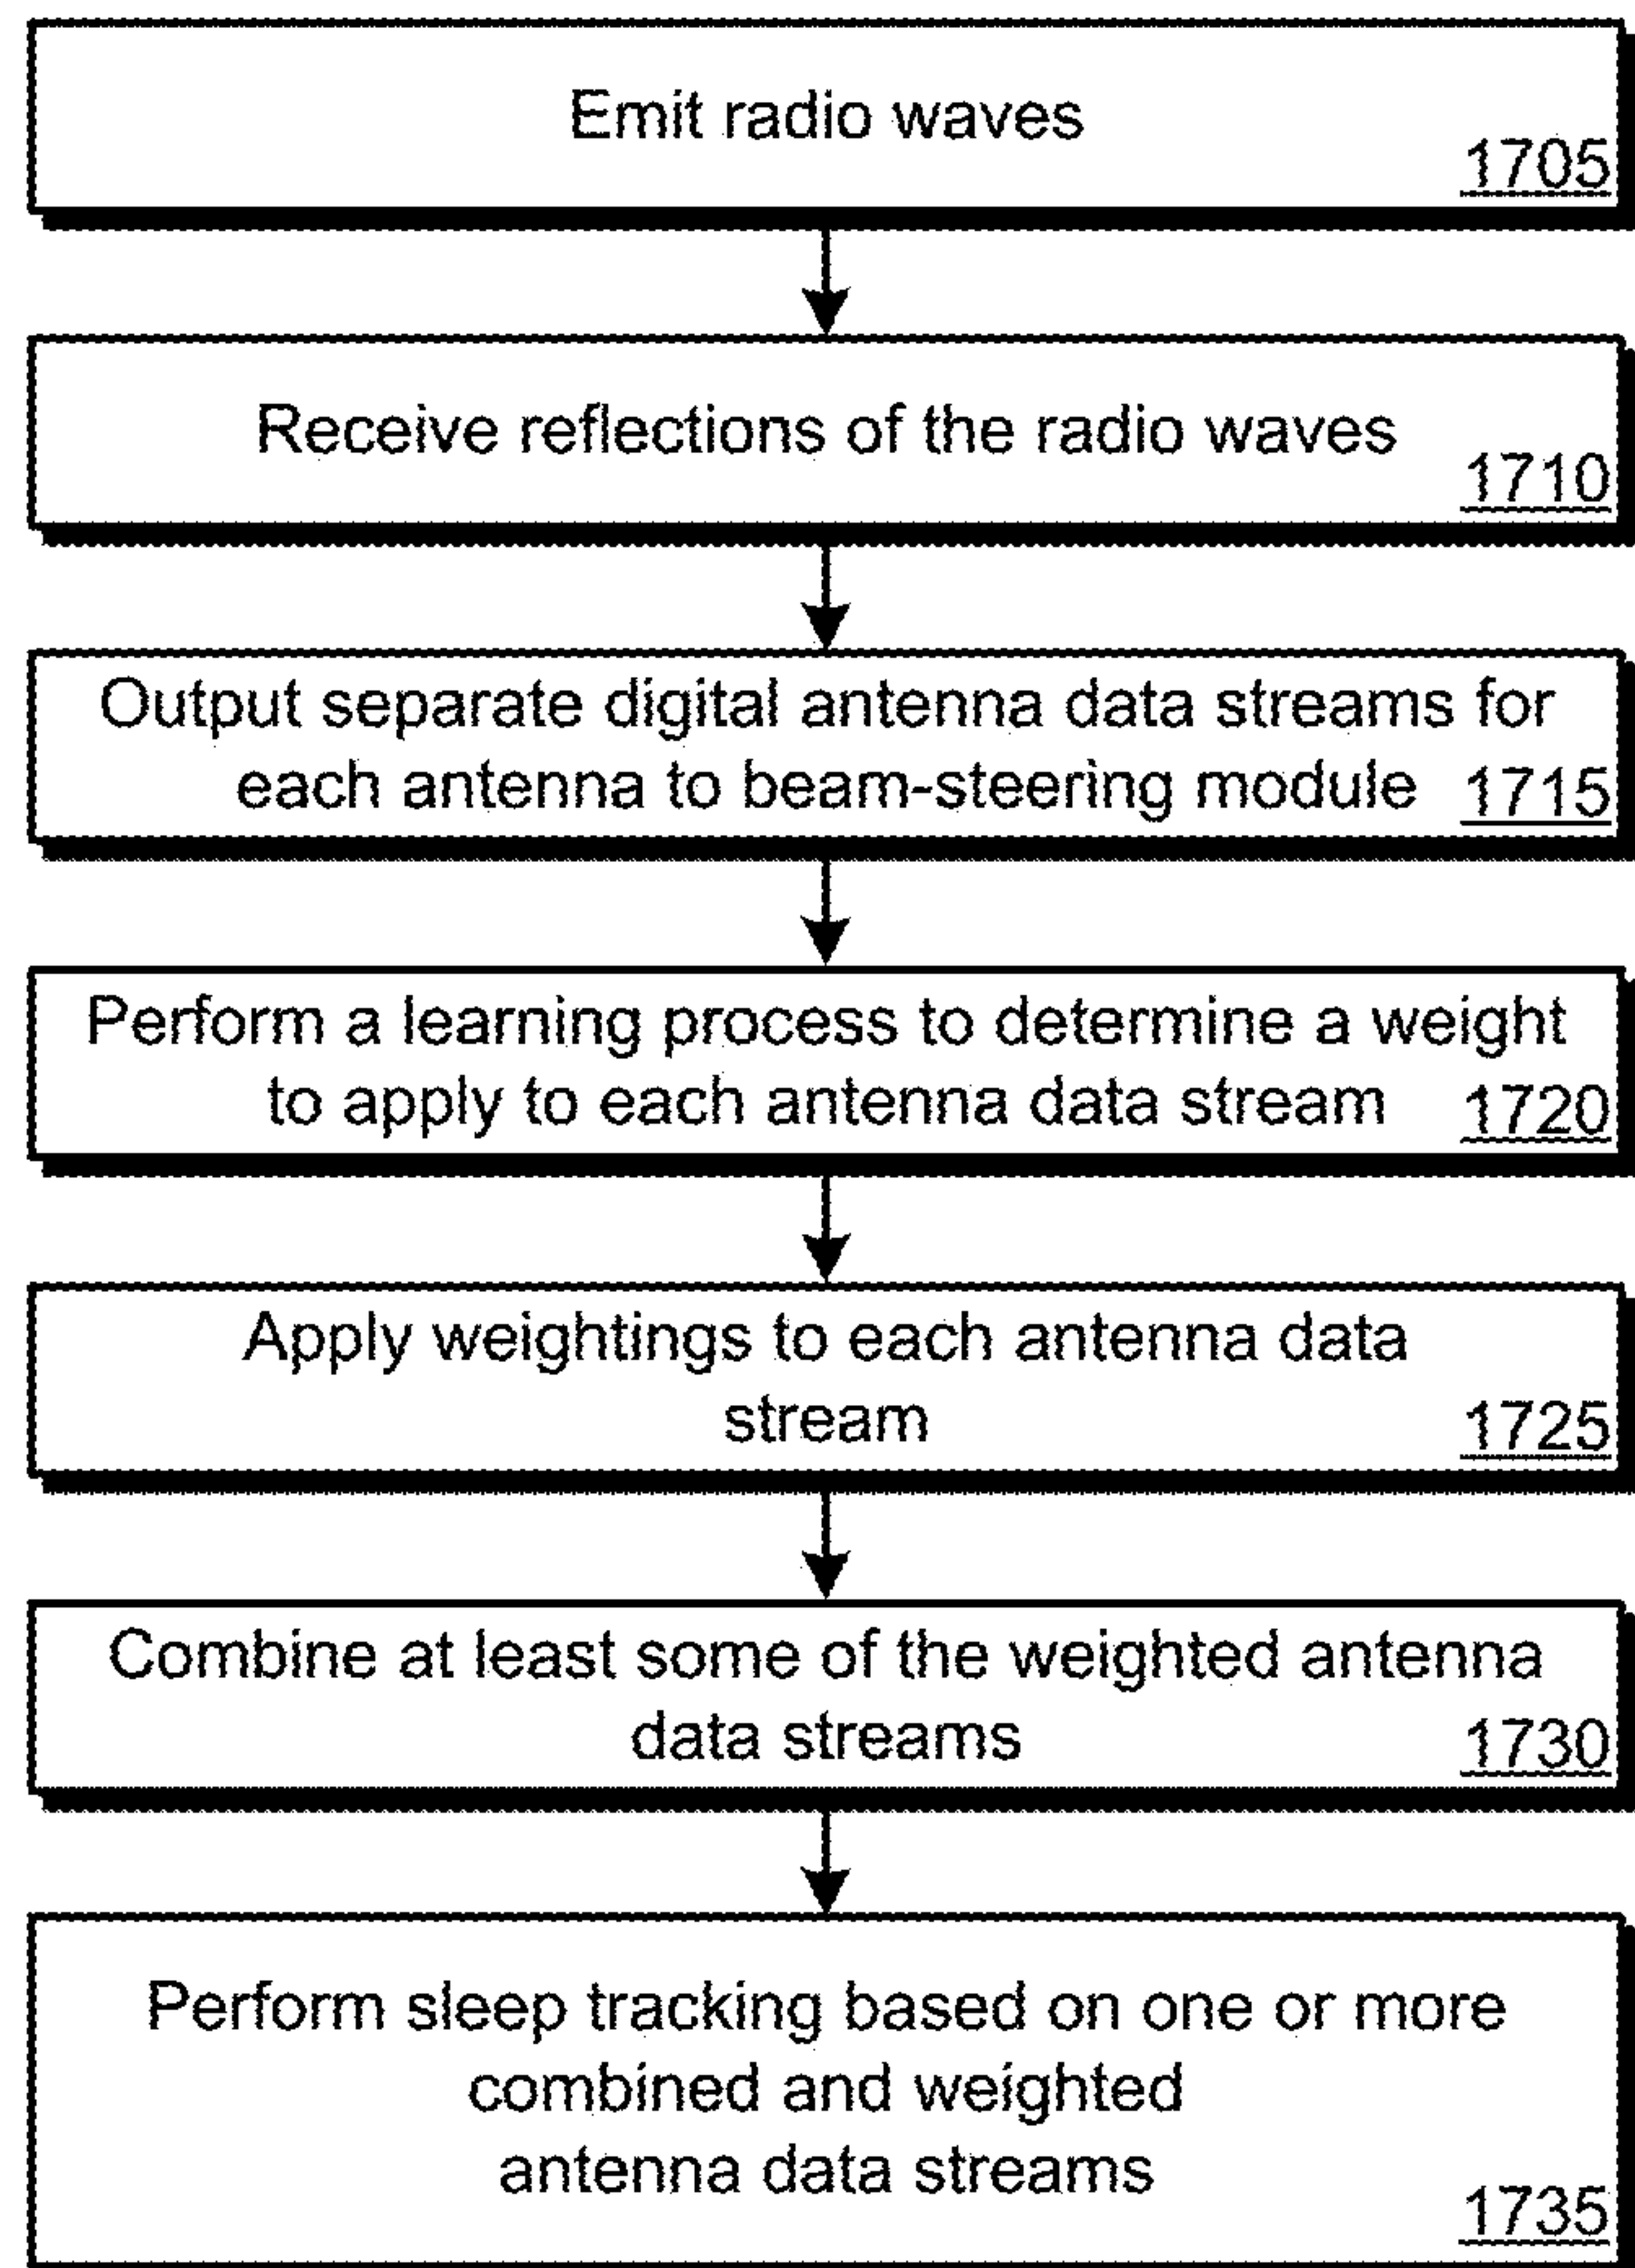 Emit radio waves
1705
Receive reflections of the radio waves
1710
Output separate digital antenna data streams for
each antenna to beam-steering module 1715
Perform a learning process to determine a weight
to apply to each antenna data stream 1720
Apply weightings to each antenna data
stream 1725
Combine at least some of the weighted antenna
data streams 1730
Perform sleep tracking based on one or more
combined and weighted
antenna data streams
1735